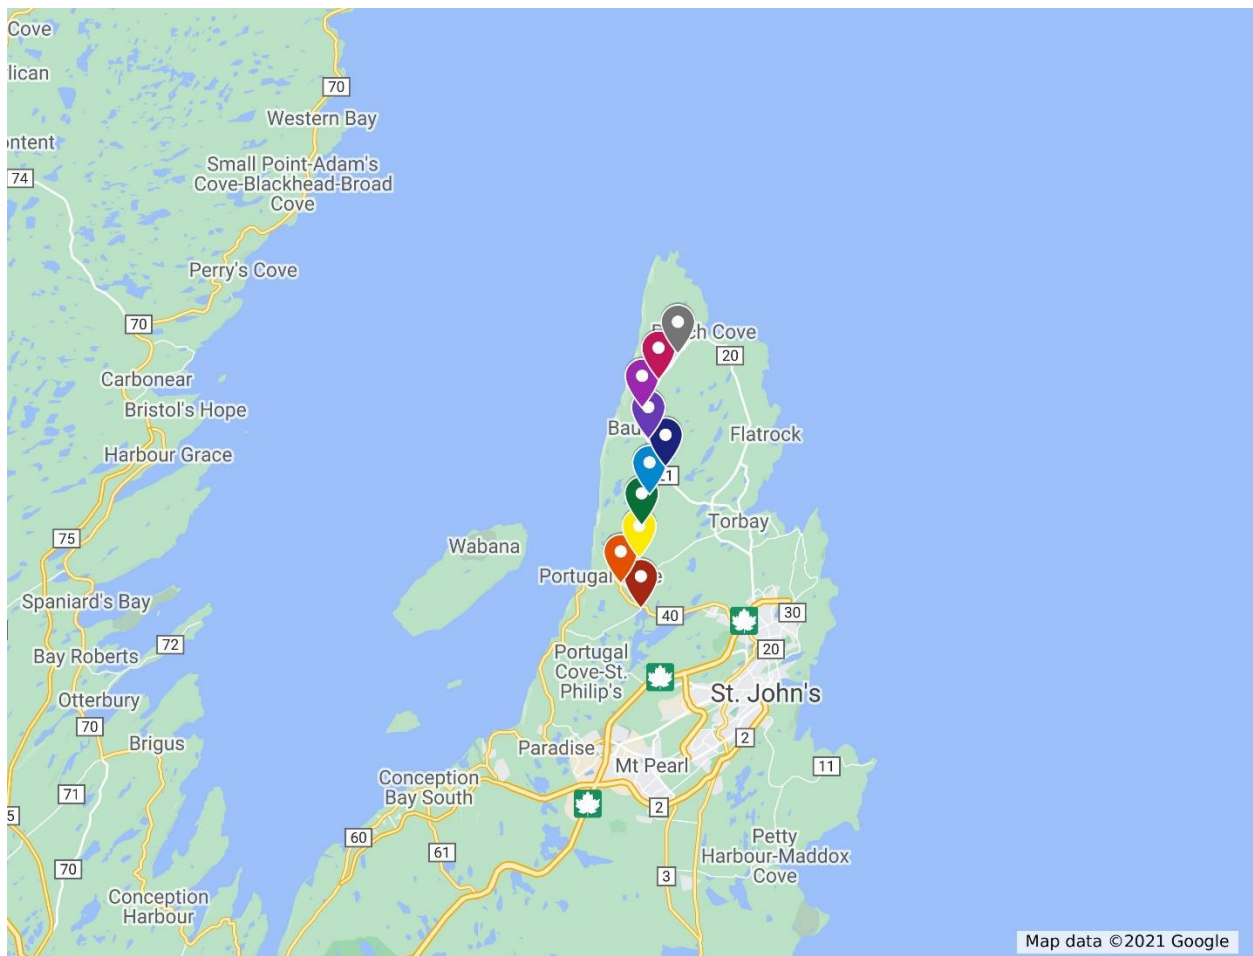 Cove
lican
ontent
74
70
Western Bay
Small Point-Adam's
Cove-Blackhead-Broad
Cove
Perry's Cove
70
Carbonear
Bristol's Hope
Harbour Grace
75
Spaniard's Bay
72
Bay Roberts
Otterbury
70
Brigus
71
5
70
Conception
Harbour
Wabana
ch Cove
20
Bau
Flatrock
21
Torbay
Portugal
e
40
30
Portugal
Cove-St.
Philip's
20
St. John's
Paradise
Mt Pearl
2
11
Conception
Bay South
2
60
61
3
Petty
Harbour-Maddox
Cove
Map data ©2021 Google